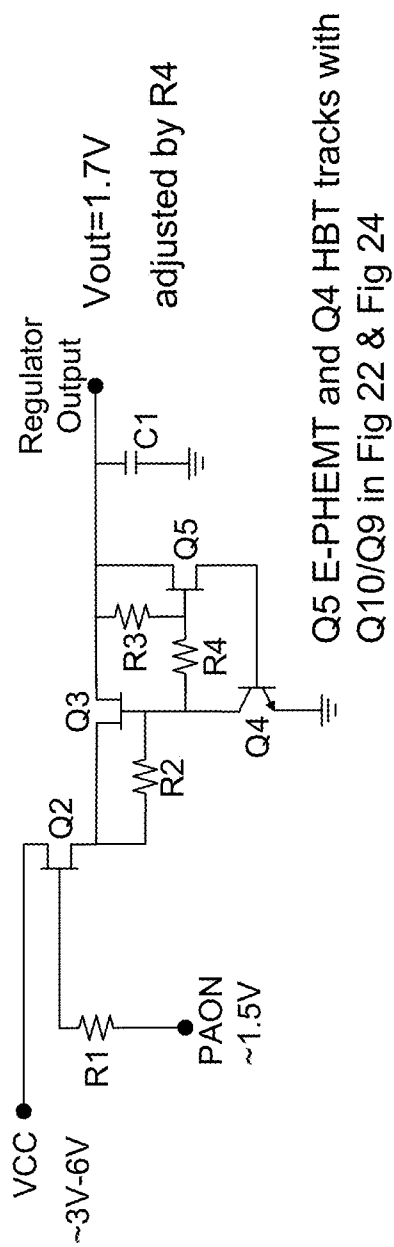 VCC
~3V-6V
R1
PAON
~1.5V
Q2
R2
Q3
R3
R4
Q4
Q5
C1
Regulator
Output
Vout=1.7V
adjusted by R4
Q5 E-PHEMT and Q4 HBT tracks with
Q10/Q9 in Fig 22 & Fig 24